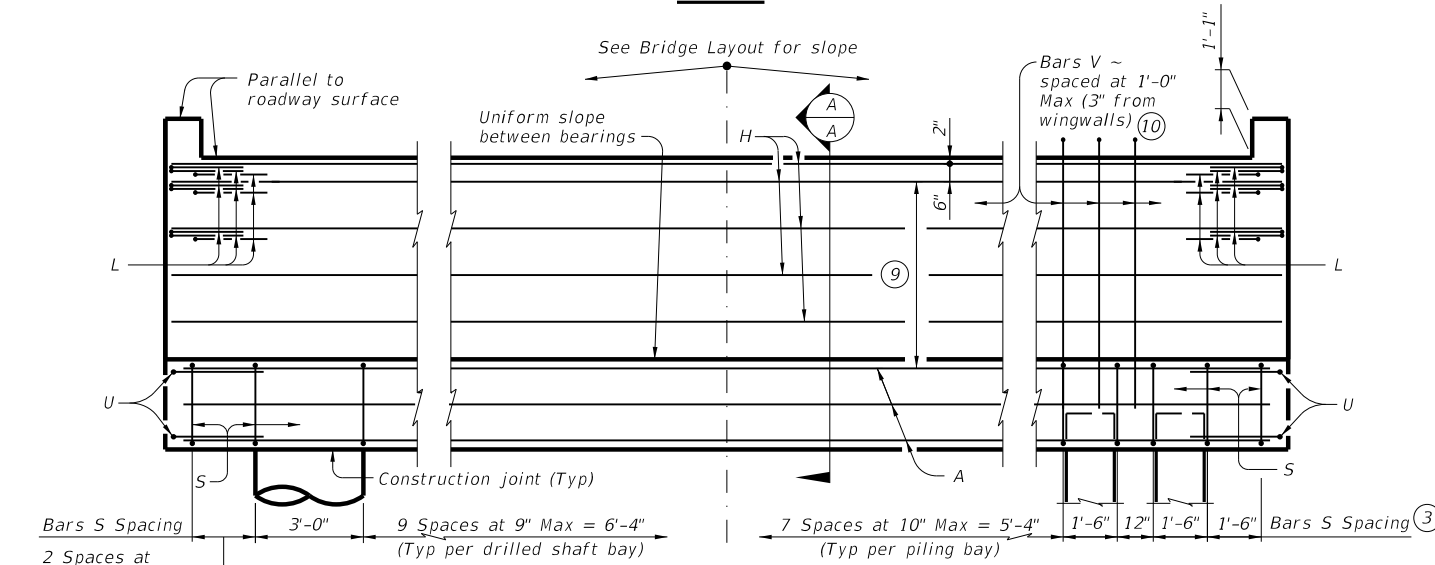 See Bridge Layout for slope
1'-1"
Parallel to
roadway surface
Uniform slope
between bearings
H
A
A
2"
6"
Bars V ~
spaced at 1'-0"
Max (3" from
wingwalls) 10
L
9
L
U
U
S
Construction joint (Typ)
A
S
Bars S Spacing
3'-0"
9 Spaces at 9" Max = 6'-4"
(Typ per drilled shaft bay)
7 Spaces at 10" Max = 5'-4"
(Typ per piling bay)
1'-6"
12"
1'-6"
1'-6"
Bars S Spacing 3
2 Spaces at